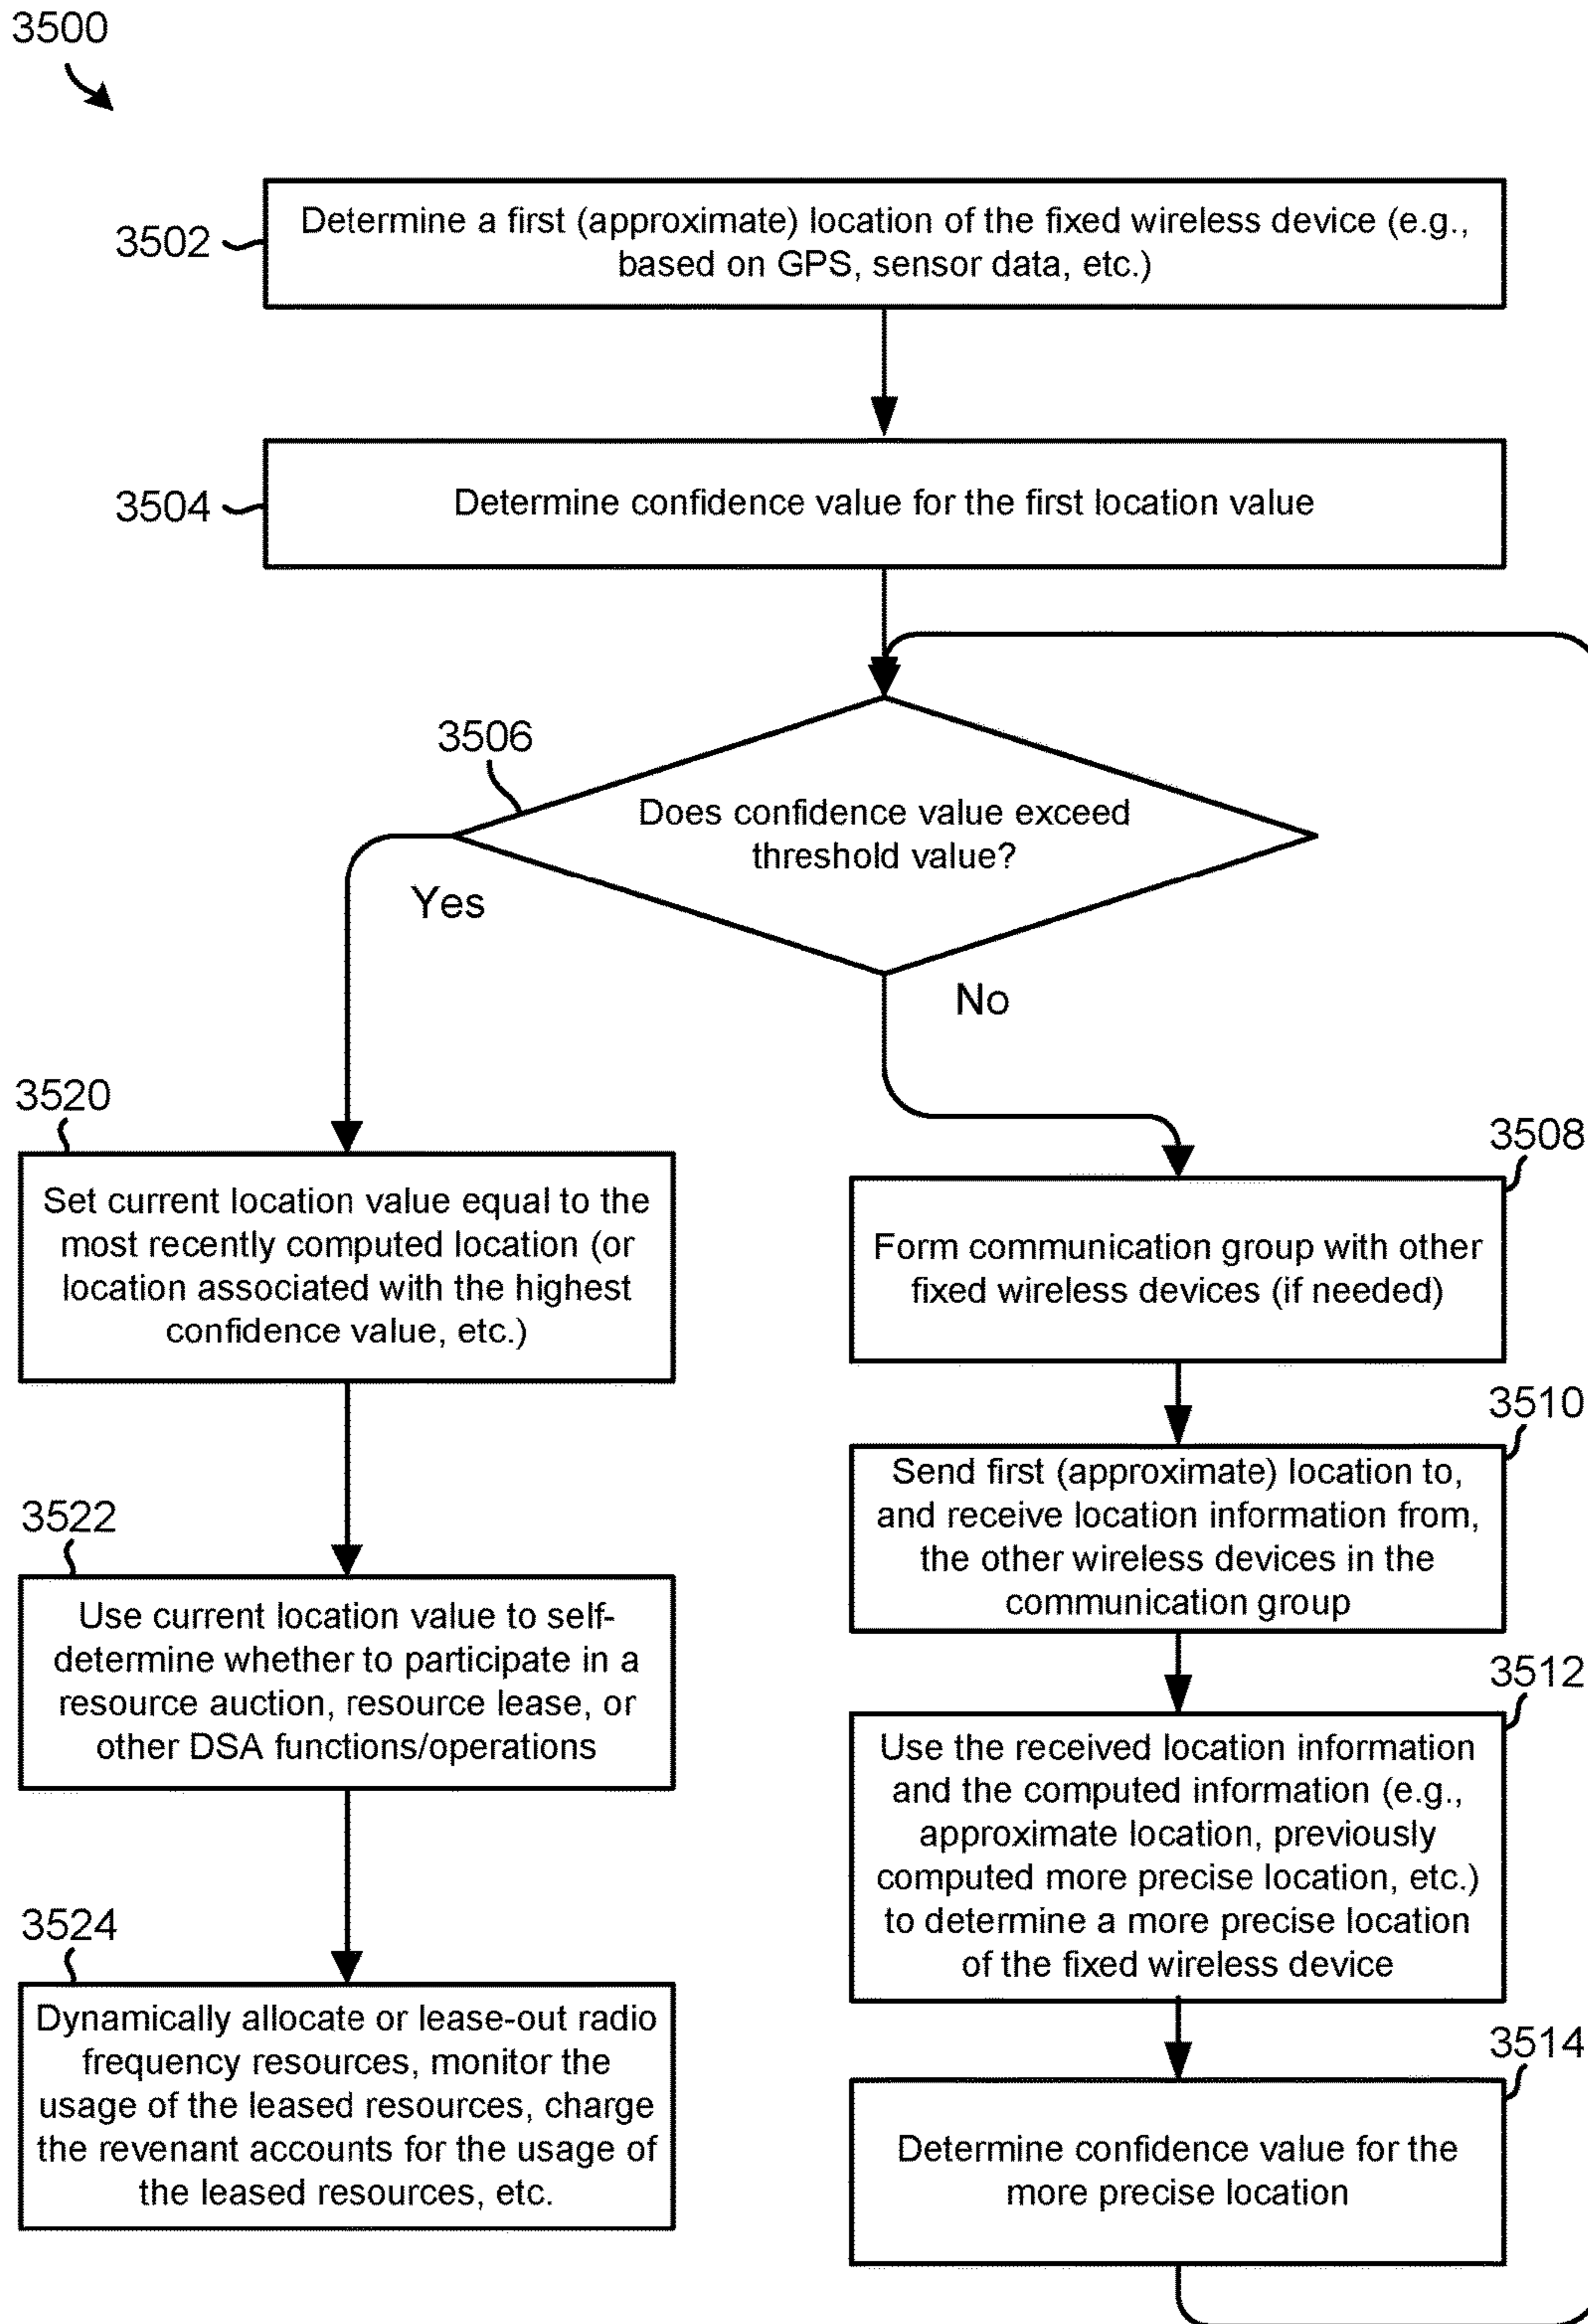 3500
3502
Determine a first (approximate) location of the fixed wireless device (e.g.,
based on GPS, sensor data, etc.)
3504
Determine confidence value for the first location value
3506
Does confidence value exceed
threshold value?
Yes
No
3520
Set current location value equal to the
most recently computed location (or
location associated with the highest
confidence value, etc.)
3522
Use current location value to self-
determine whether to participate in a
resource auction, resource lease, or
other DSA functions/operations
3524
Dynamically allocate or lease-out radio
frequency resources, monitor the
usage of the leased resources, charge
the revenant accounts for the usage of
the leased resources, etc.
3508
Form communication group with other
fixed wireless devices (if needed)
3510
Send first (approximate) location to,
and receive location information from,
the other wireless devices in the
communication group
3512
Use the received location information
and the computed information (e.g.,
approximate location, previously
computed more precise location, etc.)
to determine a more precise location
of the fixed wireless device
3514
Determine confidence value for the
more precise location